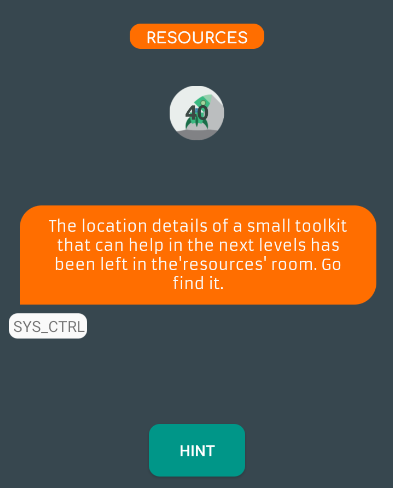 RESOURCES
40
The location details of a small toolkit
that can help in the next levels has
been left in the'resources' room. Go
find it.
SYS_CTRL
HINT